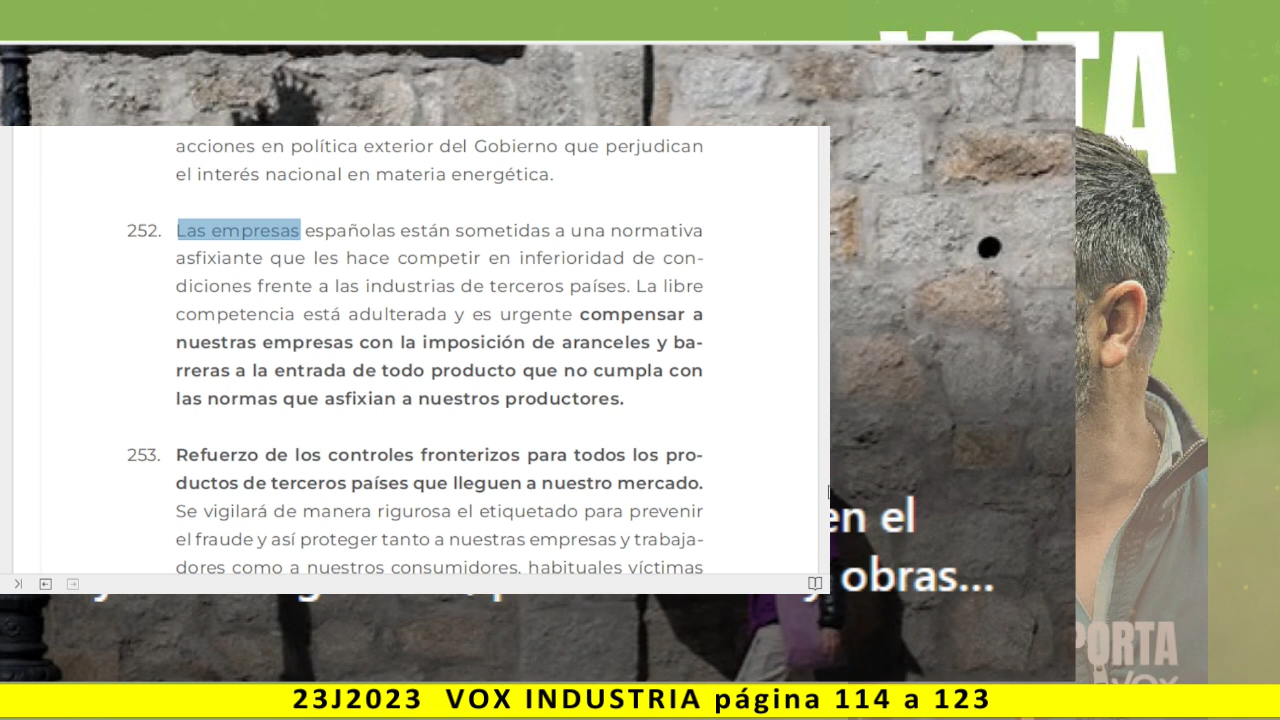 VOTA
acciones en política exterior del Gobierno que perjudican
el interés nacional en materia energética.
252. Las empresas españolas están sometidas a una normativa
asfixiante que les hace competir en inferioridad de con-
diciones frente a las industrias de terceros países. La libre
competencia está adulterada y es urgente compensar a
nuestras empresas con la imposición de aranceles y ba-
rreras a la entrada de todo producto que no cumpla con
las normas que asfixian a nuestros productores.
253. Refuerzo de los controles fronterizos para todos los pro-
ductos de terceros países que lleguen a nuestro mercado.
Se vigilará de manera rigurosa el etiquetado para prevenir
el fraude y así proteger tanto a nuestras empresas y trabaja-
dores como a nuestros consumidores, habituales víctimas
en el
y obras...
PORTA
VOX
23J2023 VOX INDUSTRIA página 114 a 123